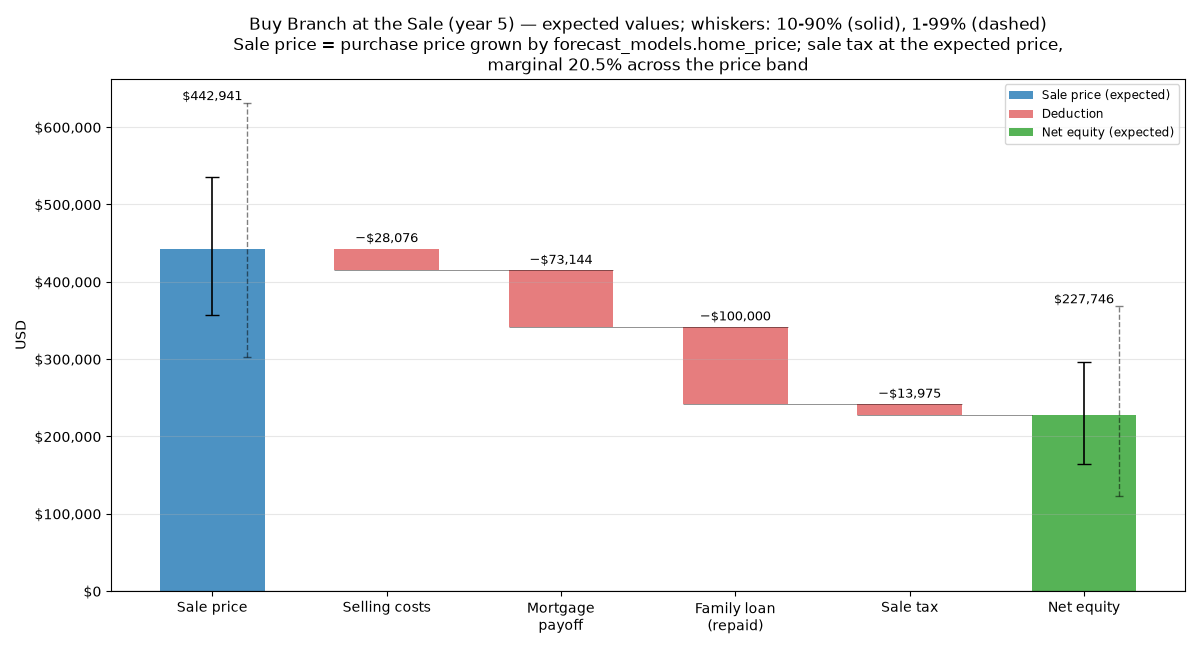 Buy Branch at the Sale (year 5) — expected values; whiskers: 10-90% (solid), 1-99% (dashed)
Sale price = purchase price grown by forecast_models.home_price; sale tax at the expected price,
marginal 20.5% across the price band
Sale price (expected)
Deduction
Net equity (expected)
USD
$600,000
$500,000
$400,000
$300,000
$200,000
$100,000
$0
$442,941
−$28,076
−$73,144
−$100,000
−$13,975
$227,746
Sale price
Selling costs
Mortgage
payoff
Family loan
(repaid)
Sale tax
Net equity